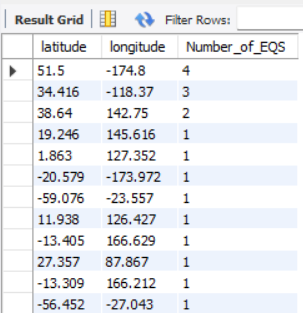 Result Grid Filter Rows:
latitude longitude Number_of_EQS
51.5 -174.8 4
34.416 -118.37 3
38.64 142.75 2
19.246 145.616 1
1.863 127.352 1
-20.579 -173.972 1
-59.076 -23.557 1
11.938 126.427 1
-13.405 166.629 1
27.357 87.867 1
-13.309 166.212 1
-56.452 -27.043 1